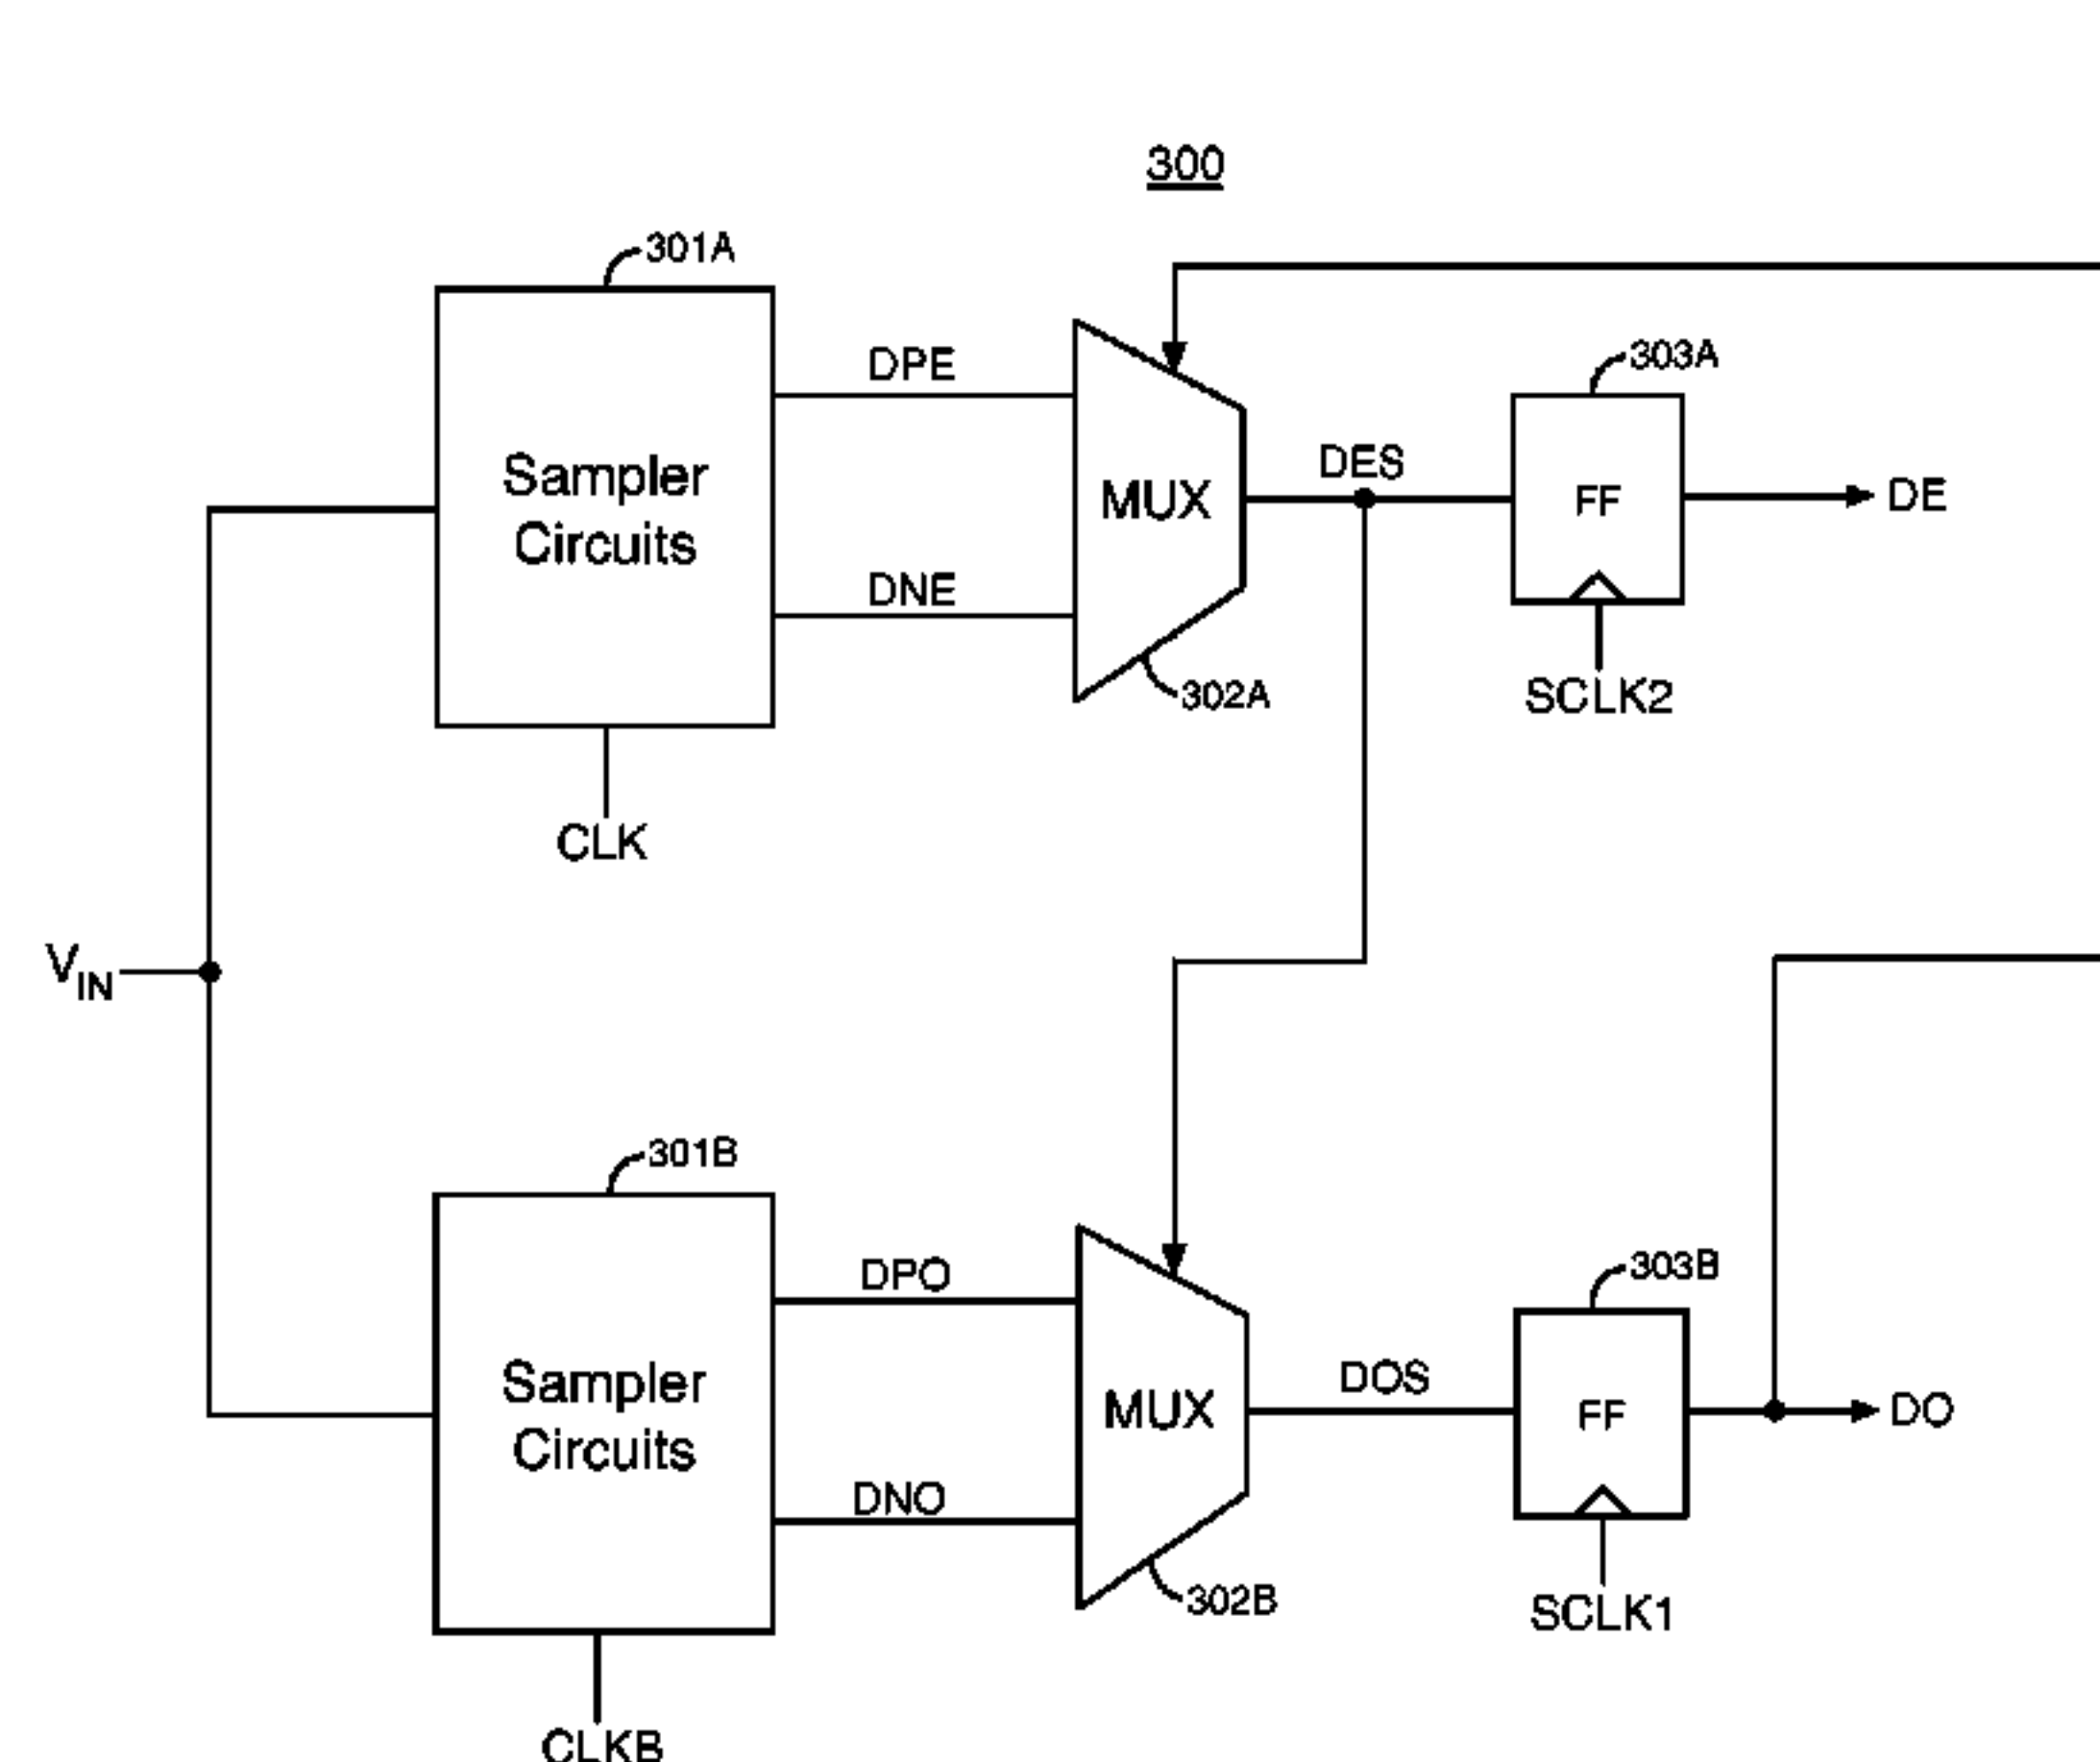 300
301A
303A
DPE
DES
Sampler
Circuits
MUX
FF
DE
DNE
302A
SCLK2
CLK
VIN
301B
303B
DPO
DOS
Sampler
Circuits
MUX
FF
DO
DNO
302B
SCLK1
CLKB